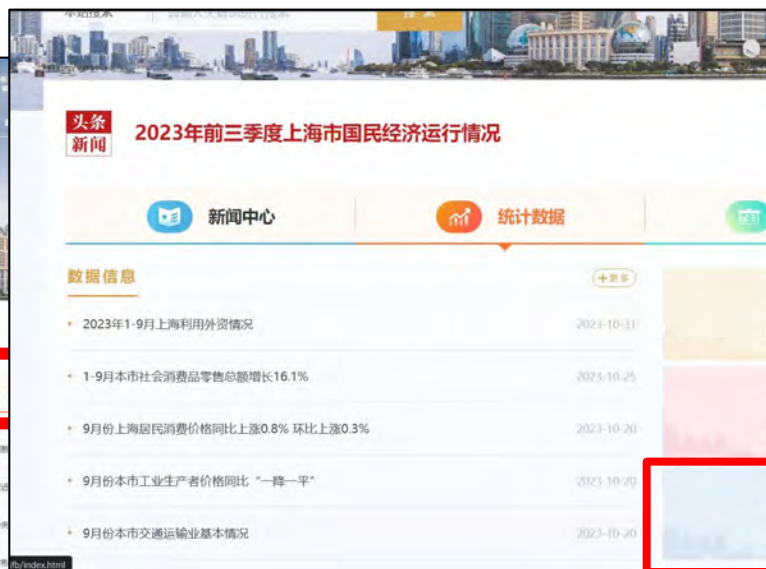 头条
新闻
2023年前三季度上海市国民经济运行情况
新闻中心
统计数据
数据信息
+更多
2023年1-9月上海利用外资情况
2023-10-31
1-9月本市社会消费品零售总额增长16.1%
2023-10-25
9月份上海居民消费价格同比上涨0.8% 环比上涨0.3%
2023-10-20
9月份本市工业生产者价格同比“一降一平”
2023-10-20
9月份本市交通运输业基本情况
2023-10-20
fb/index.html